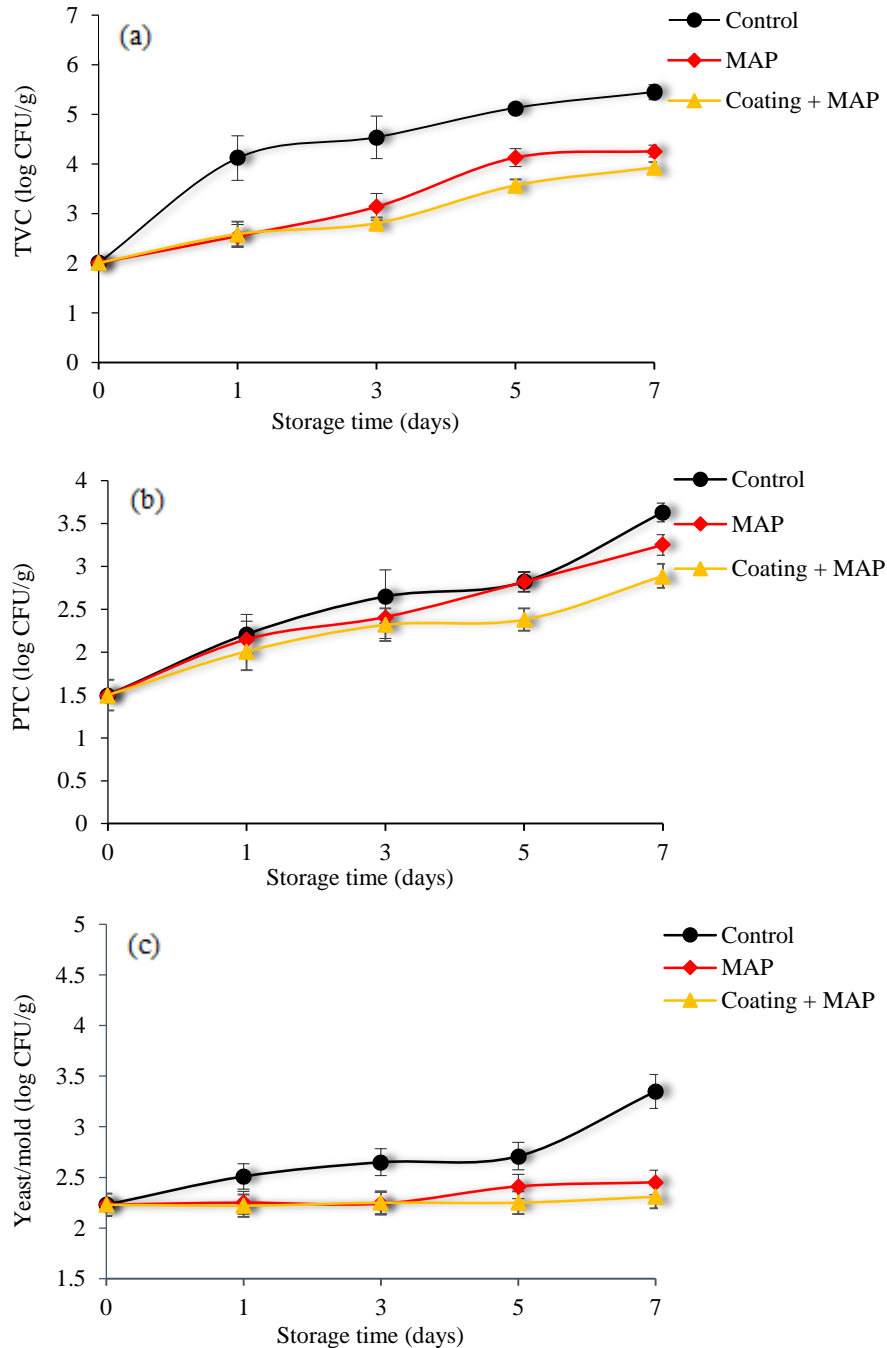 (a)
TVC (log CFU/g)
7
6
5
4
3
2
1
0
0 1 3 5 7
Storage time (days)
Control
MAP
Coating + MAP
(b)
PTC (log CFU/g)
4
3.5
3
2.5
2
1.5
1
0.5
0
0 1 3 5 7
Storage time (days)
Control
MAP
Coating + MAP
(c)
Yeast/mold (log CFU/g)
5
4.5
4
3.5
3
2.5
2
1.5
0 1 3 5 7
Storage time (days)
Control
MAP
Coating + MAP